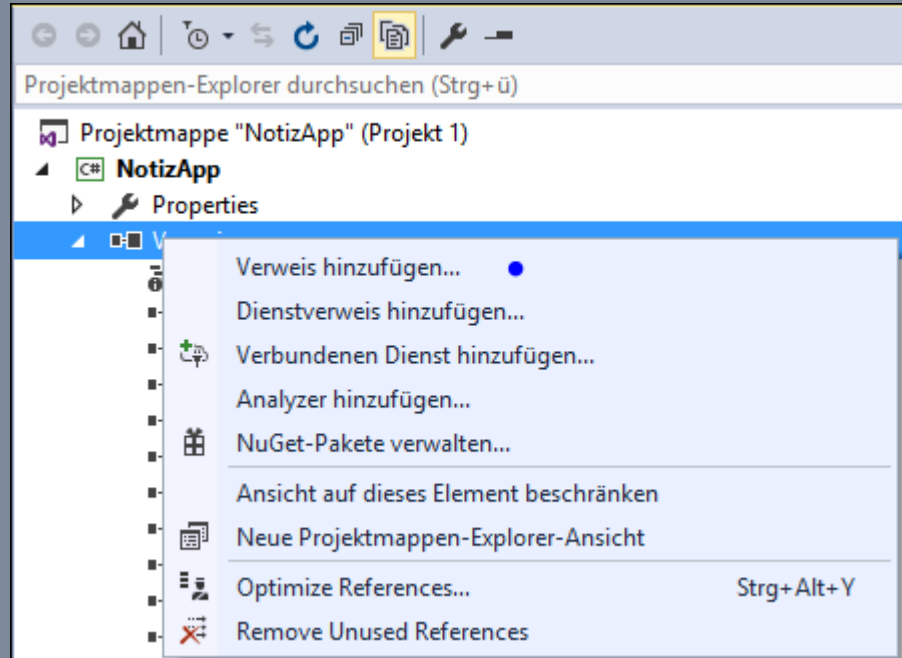 Projektmappen-Explorer durchsuchen (Strg+ü)
Projektmappe "NotizApp" (Projekt 1)
C# NotizApp
Properties
Verweis hinzufügen...
Dienstverweis hinzufügen...
Verbundenen Dienst hinzufügen...
Analyzer hinzufügen...
NuGet-Pakete verwalten...
Ansicht auf dieses Element beschränken
Neue Projektmappen-Explorer-Ansicht
Optimize References... Strg+Alt+Y
Remove Unused References